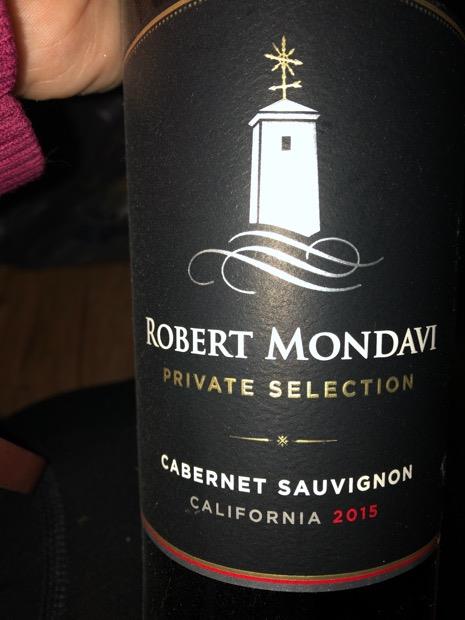 ROBERT MONDAVI
PRIVATE SELECTION
CABERNET SAUVIGNON
CALIFORNIA 2015